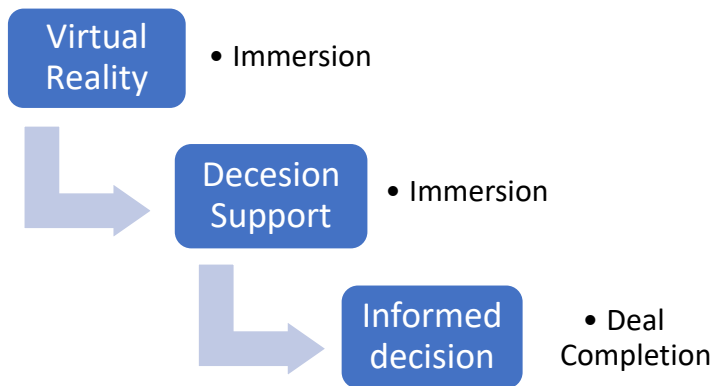 Virtual
Reality
• Immersion
Decesion
Support
• Immersion
Informed
decision
• Deal
Completion